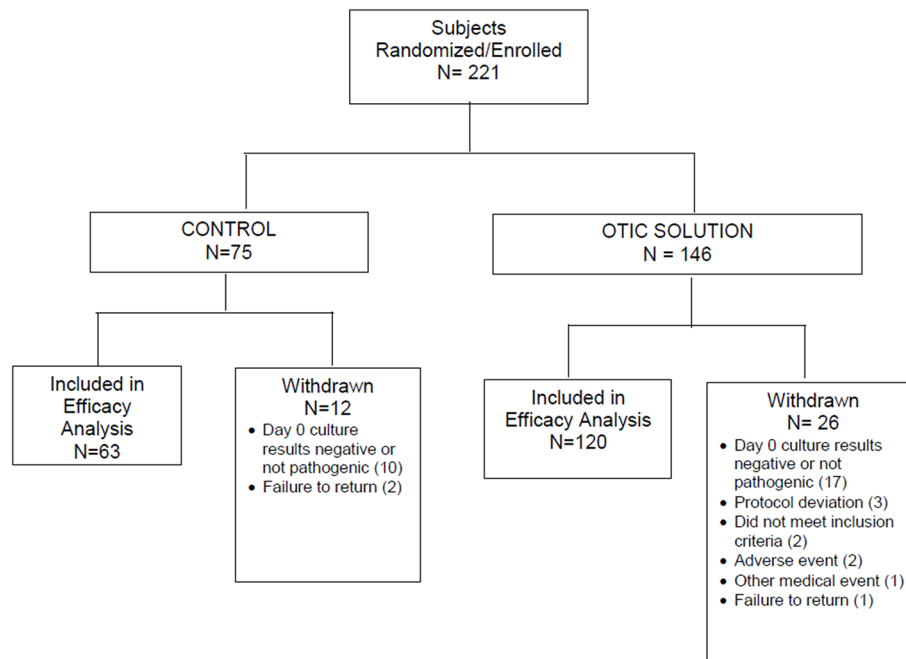 Subjects
Randomized/Enrolled
N= 221
CONTROL
N=75
OTIC SOLUTION
N = 146
Included in
Efficacy
Analysis
N=63
Withdrawn
N=12
• Day 0 culture
results negative or
not pathogenic (10)
• Failure to return (2)
Included in
Efficacy Analysis
N=120
Withdrawn
N= 26
• Day 0 culture results
negative or not
pathogenic (17)
• Protocol deviation (3)
• Did not meet inclusion
criteria (2)
• Adverse event (2)
• Other medical event (1)
• Failure to return (1)